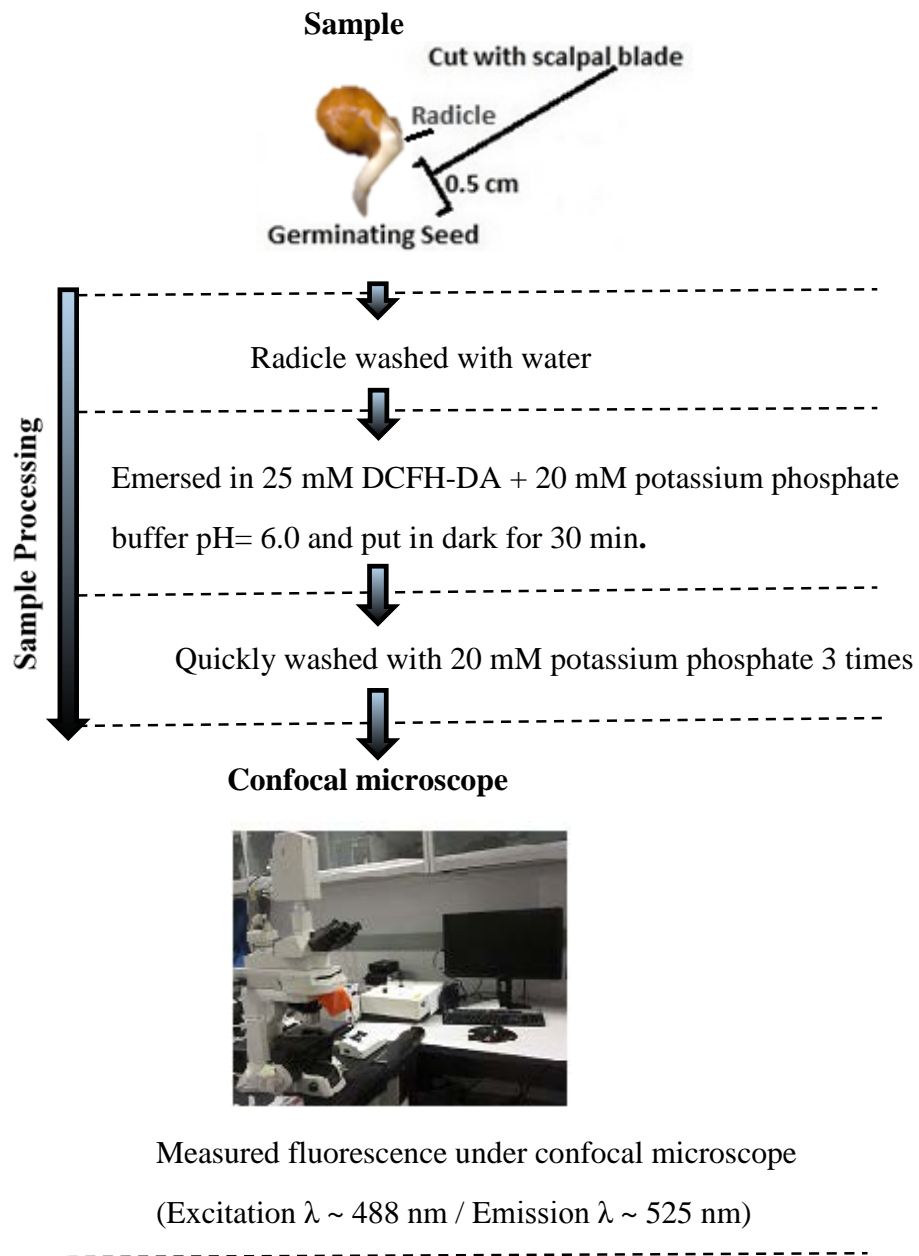 Sample
Cut with scalpal blade
Radicle
0.5 cm
Germinating Seed
Sample Processing
Radicle washed with water
Emersed in 25 mM DCFH-DA + 20 mM potassium phosphate
buffer pH= 6.0 and put in dark for 30 min.
Quickly washed with 20 mM potassium phosphate 3 times
Confocal microscope
Measured fluorescence under confocal microscope
(Excitation λ ~ 488 nm / Emission λ ~ 525 nm)